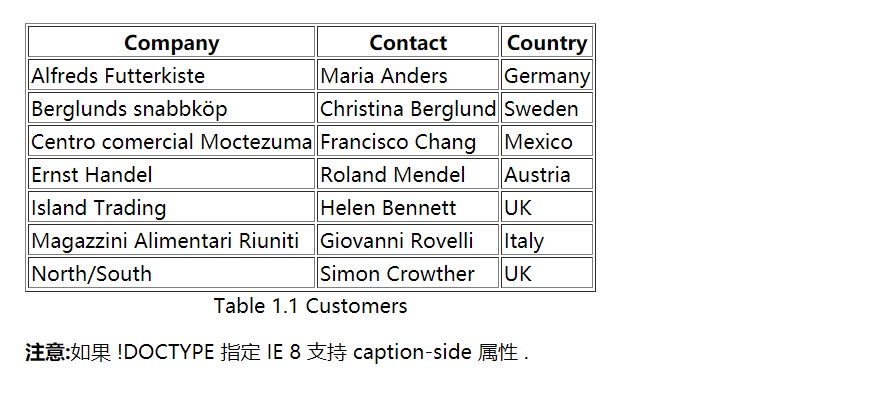 Company Contact Country
Alfreds Futterkiste Maria Anders Germany
Berglunds snabbköp Christina Berglund Sweden
Centro comercial Moctezuma Francisco Chang Mexico
Ernst Handel Roland Mendel Austria
Island Trading Helen Bennett UK
Magazzini Alimentari Riuniti Giovanni Rovelli Italy
North/South Simon Crowther UK
Table 1.1 Customers
注意:如果 !DOCTYPE 指定 IE 8 支持 caption-side 属性 .